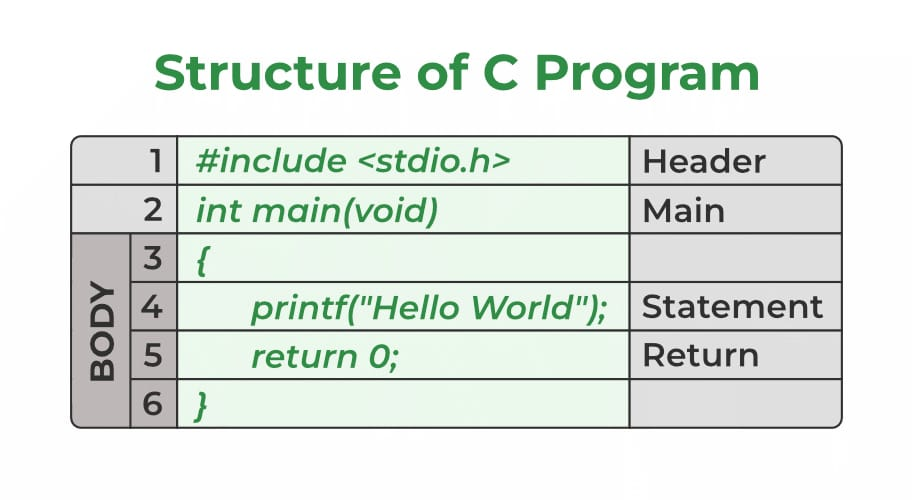 Structure of C Program
1 #include <stdio.h> Header
2 int main(void) Main
BODY
3 {
4 printf("Hello World"); Statement
5 return 0; Return
6 }